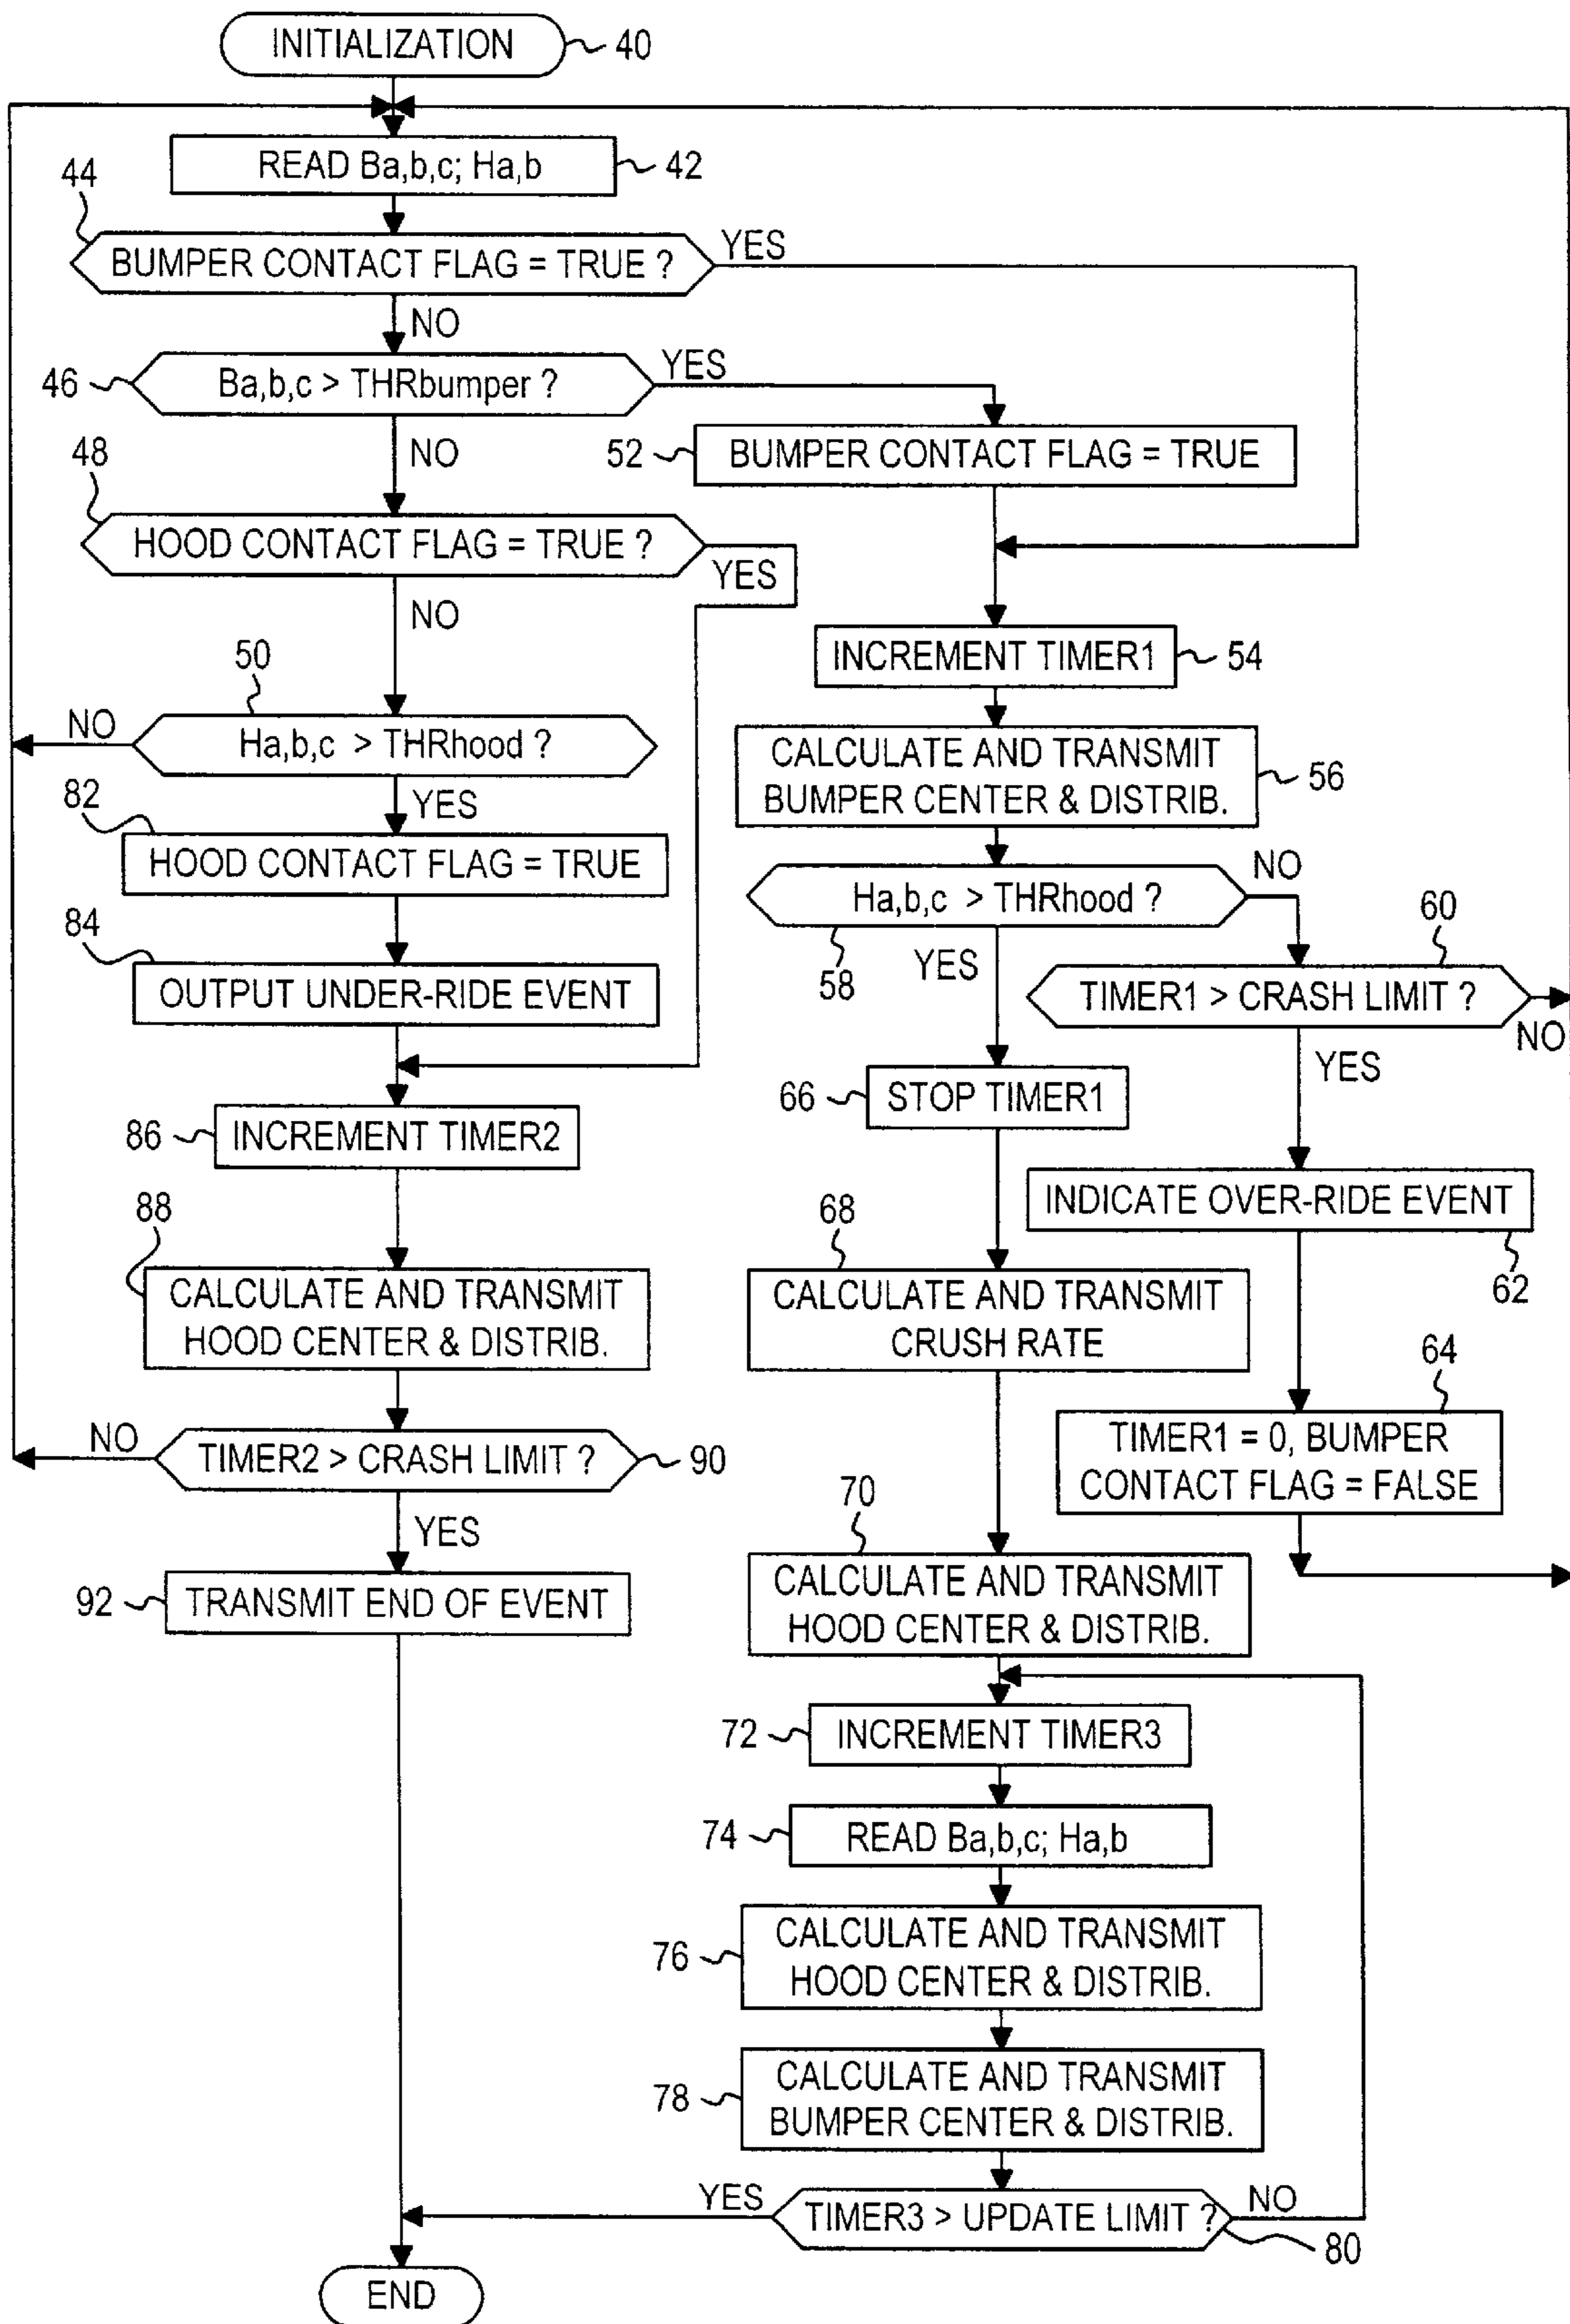 INITIALIZATION
40
READ Ba,b,c; Ha,b
42
44
BUMPER CONTACT FLAG = TRUE ?
YES
NO
46
Ba,b,c > THRbumper ?
YES
NO
52
BUMPER CONTACT FLAG = TRUE
48
HOOD CONTACT FLAG = TRUE ?
YES
NO
INCREMENT TIMER1
54
50
NO
Ha,b,c > THRhood ?
YES
CALCULATE AND TRANSMIT
BUMPER CENTER & DISTRIB.
56
82
HOOD CONTACT FLAG = TRUE
Ha,b,c > THRhood ?
NO
58
YES
84
OUTPUT UNDER-RIDE EVENT
60
TIMER1 > CRASH LIMIT ?
NO
YES
66
STOP TIMER1
86
INCREMENT TIMER2
INDICATE OVER-RIDE EVENT
62
88
CALCULATE AND TRANSMIT
HOOD CENTER & DISTRIB.
68
CALCULATE AND TRANSMIT
CRUSH RATE
64
TIMER1 = 0, BUMPER
CONTACT FLAG = FALSE
NO
TIMER2 > CRASH LIMIT ?
90
YES
70
CALCULATE AND TRANSMIT
HOOD CENTER & DISTRIB.
92
TRANSMIT END OF EVENT
72
INCREMENT TIMER3
74
READ Ba,b,c; Ha,b
76
CALCULATE AND TRANSMIT
HOOD CENTER & DISTRIB.
78
CALCULATE AND TRANSMIT
BUMPER CENTER & DISTRIB.
YES
TIMER3 > UPDATE LIMIT ?
NO
80
END